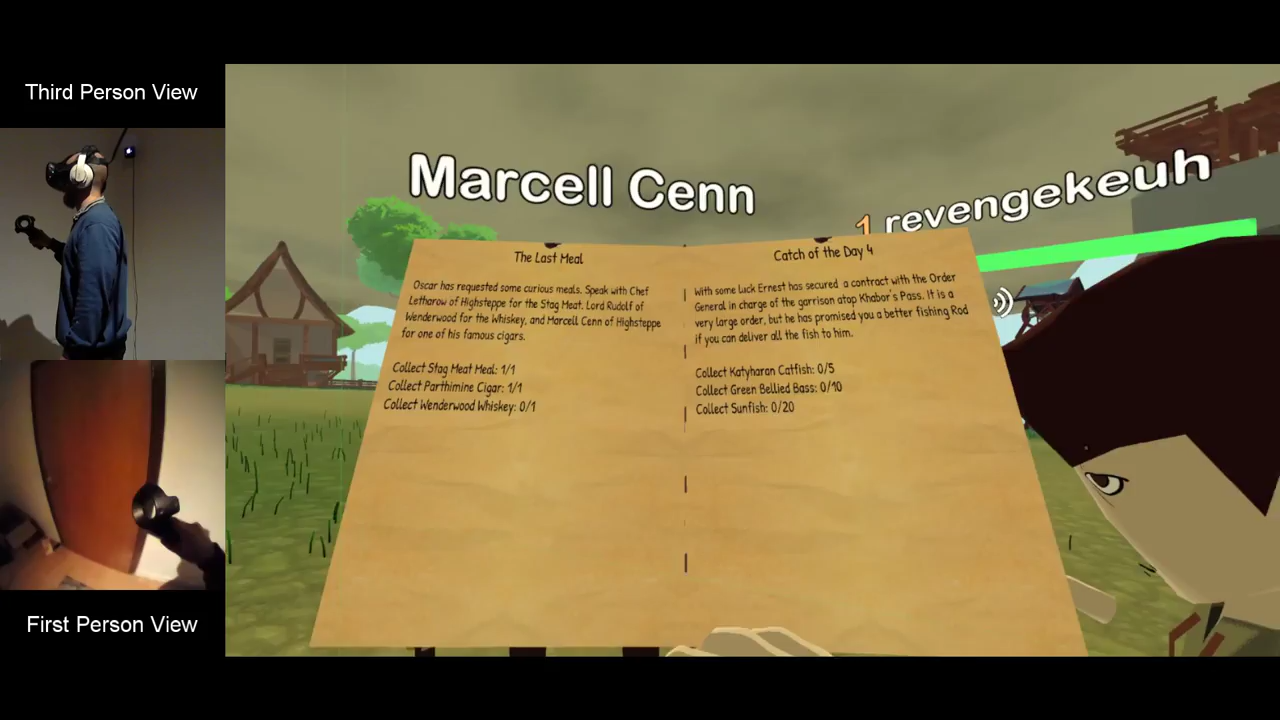 Third Person View
Marcell Cenn
1 revengekeuh
The Last Meal
Oscar has requested some curious meals. Speak with Chef
Letharow of Highsteppe for the Stag Meat. Lord Rudolf of
Wenderwood for the Whiskey, and Marcell Cenn of Highsteppe
for one of his famous cigars.
Collect Stag Meat Meal: 1/1
Collect Parthimine Cigar: 1/1
Collect Wenderwood Whiskey: 0/1
Catch of the Day 4
With some luck Ernest has secured a contract with the Order
General in charge of the garrison atop Khabor's Pass. It is a
very large order, but he has promised you a better fishing Rod
if you can deliver all the fish to him.
Collect Katyharan Catfish: 0/5
Collect Green Bellied Bass: 0/10
Collect Sunfish: 0/20
First Person View